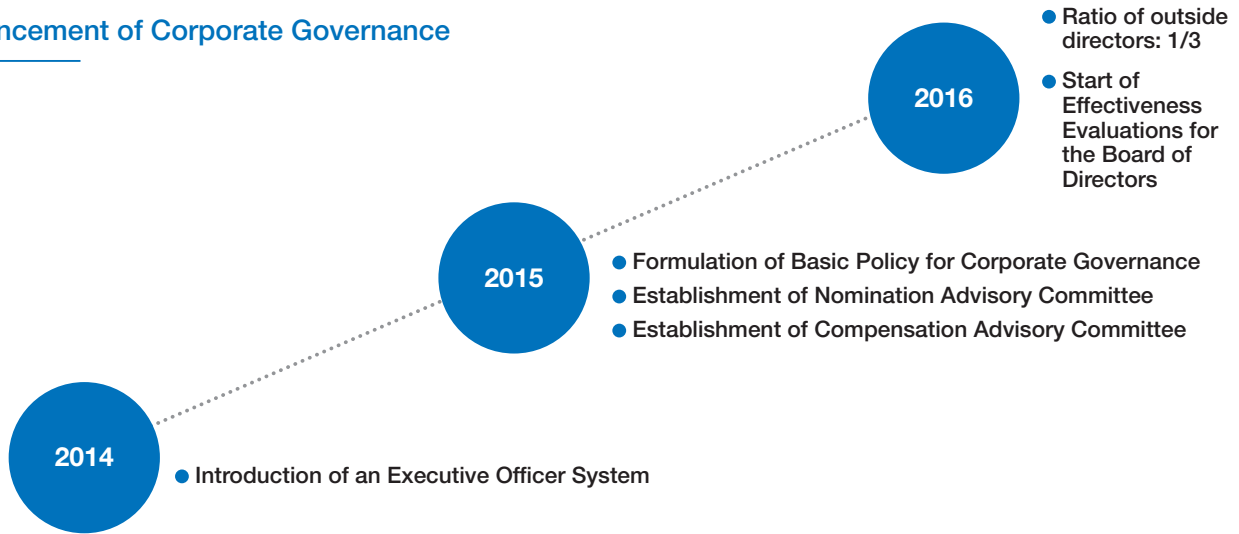 ncement of Corporate Governance
2016
● Ratio of outside
directors: 1/3
● Start of
Effectiveness
Evaluations for
the Board of
Directors
2015
● Formulation of Basic Policy for Corporate Governance
● Establishment of Nomination Advisory Committee
● Establishment of Compensation Advisory Committee
2014
● Introduction of an Executive Officer System